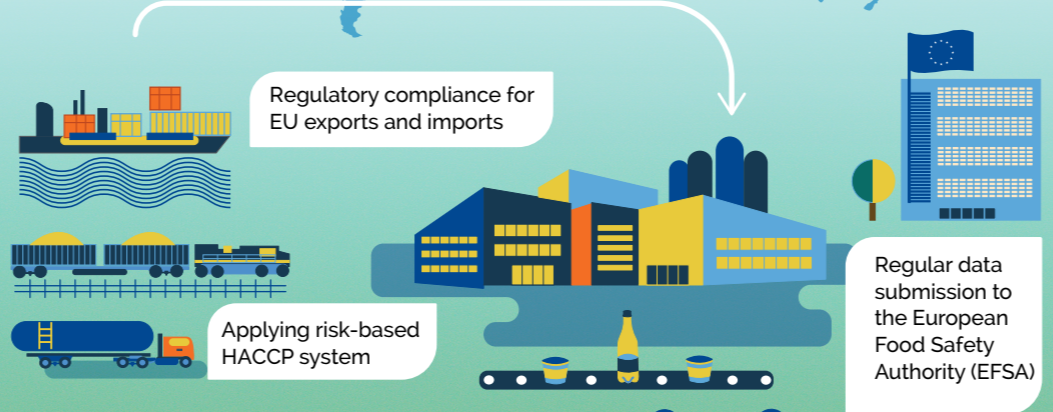 Regulatory compliance for
EU exports and imports
Applying risk-based
HACCP system
Regular data
submission to
the European
Food Safety
Authority (EFSA)